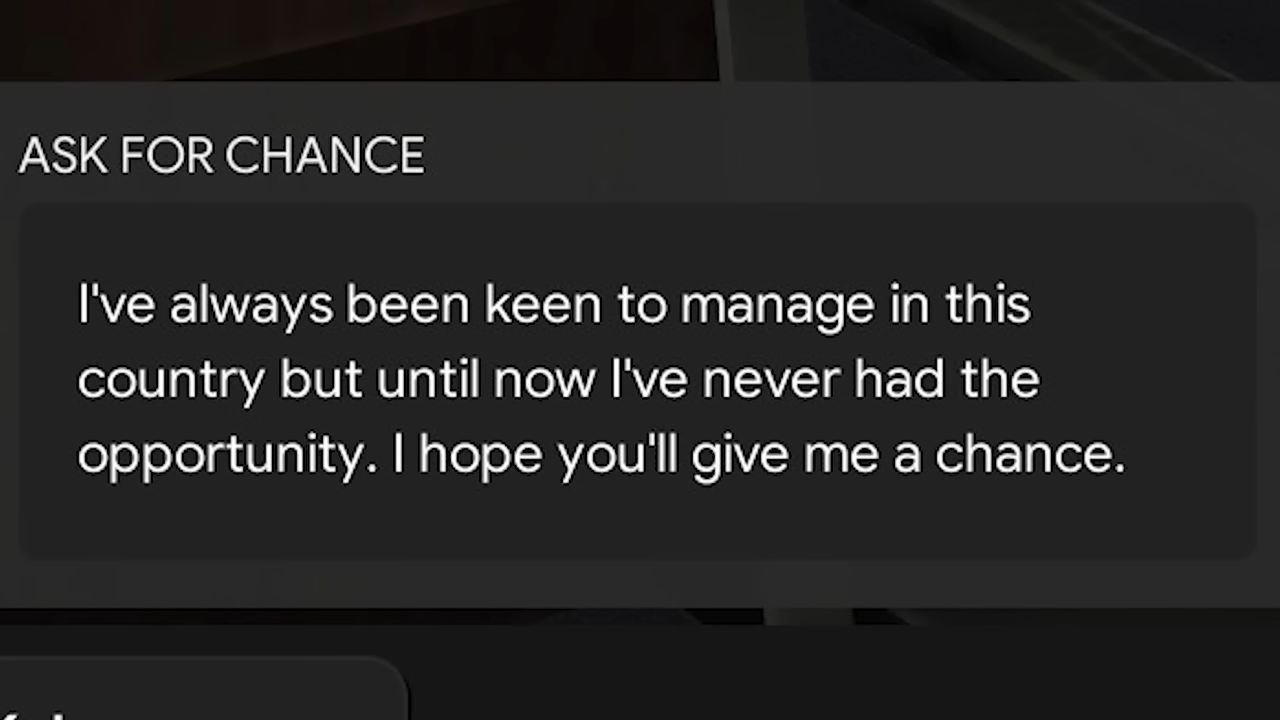 ASK FOR CHANCE
I've always been keen to manage in this
country but until now I've never had the
opportunity. I hope you'll give me a chance.